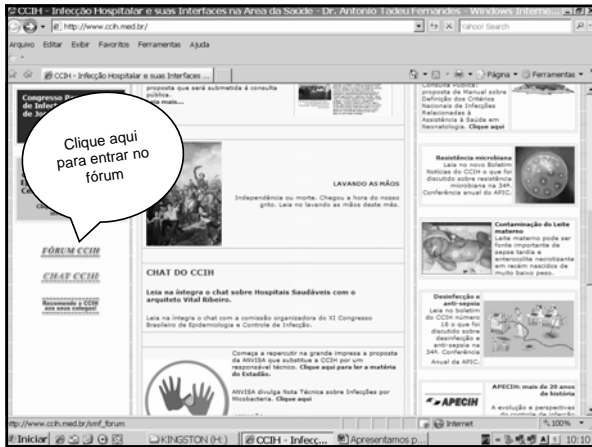 CCIH - Infecção Hospitalar e suas Interfaces na Area da Saúde - Dr. Antonio Tadeu Fernandes - Windows Interne...
http://www.ccih.med.br/
Yahoo! Search
Arquivo Editar Exibir Favoritos Ferramentas Ajuda
CCIH - Infecção Hospitalar e suas Interfaces ...
Página
Ferramentas
Congresso
de
de
Clique aqui
para entrar no
fórum
FÓRUM CCIH
CHAT CCIH
Recomende o CCIH
aos seus colegas!
proposta que será submetida á consulta
pública.
mais...
LAVANDO AS MÃOS
Independência ou morte. Chegou a hora do nosso
grito. Leia no lavando as mãos deste mês.
CHAT DO CCIH
Leia na íntegra o chat sobre Hospitais Saudáveis com o
arquiteto Vital Ribeiro.
Leia na íntegra o chat com a comissão organizadora do XI Congresso
Brasileiro de Epidemiologia e Controle de Infecção.
Começa a repercutir na grande impresa a proposta
da ANVISA que substitue a CCIH por um
responsável técnico. Clique aqui para ler a matéria
do Estadão.
ANVISA divulga Nota Técnica sobre Infecções por
Micobacteria. Clique aqui
Consulta Pública:
proposta de Manual sobre
Definição dos Critérios
Nacionais de Infecções
Relacionadas à
Assistência à Saúde em
Neonatologia. Clique aqui
Resistência microbiana
Leia no novo Boletim
Notícias do CCIH o que foi
discutido sobre resistência
microbiana na 34ª.
Conferência anual do APIC.
Contaminação do Leite
materno
Leite materno pode ser
fonte importante de
sepse tardia e
enterocolite necrotizante
em recém nascidos de
muito baixo peso.
Desinfecção e
anti-sepsia
Leia no boletim
do CCIH número
18 o que foi
discutido sobre
desinfecção e
anti-sepsia na
34ª. Conferência
Anual da APIC.
APECIH
APECIH: mais de 20 anos
de história
A evolução e perspectivas
ttp://www.ccih.med.br/smf_forum
Internet
100%
Iniciar
KINGSTON (H:)
CCIH - Infecç...
Apresentamos p...
10:10